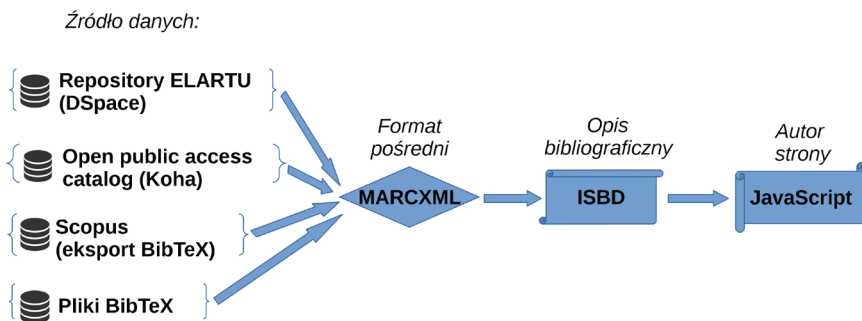 Źródło danych:
Repository ELARTU
(DSpace)
Open public access
catalog (Koha)
Scopus
(eksport BibTeX)
Pliki BibTeX
Format
pośredni
MARCXML
Opis
bibliograficzny
ISBD
Autor
strony
JavaScript